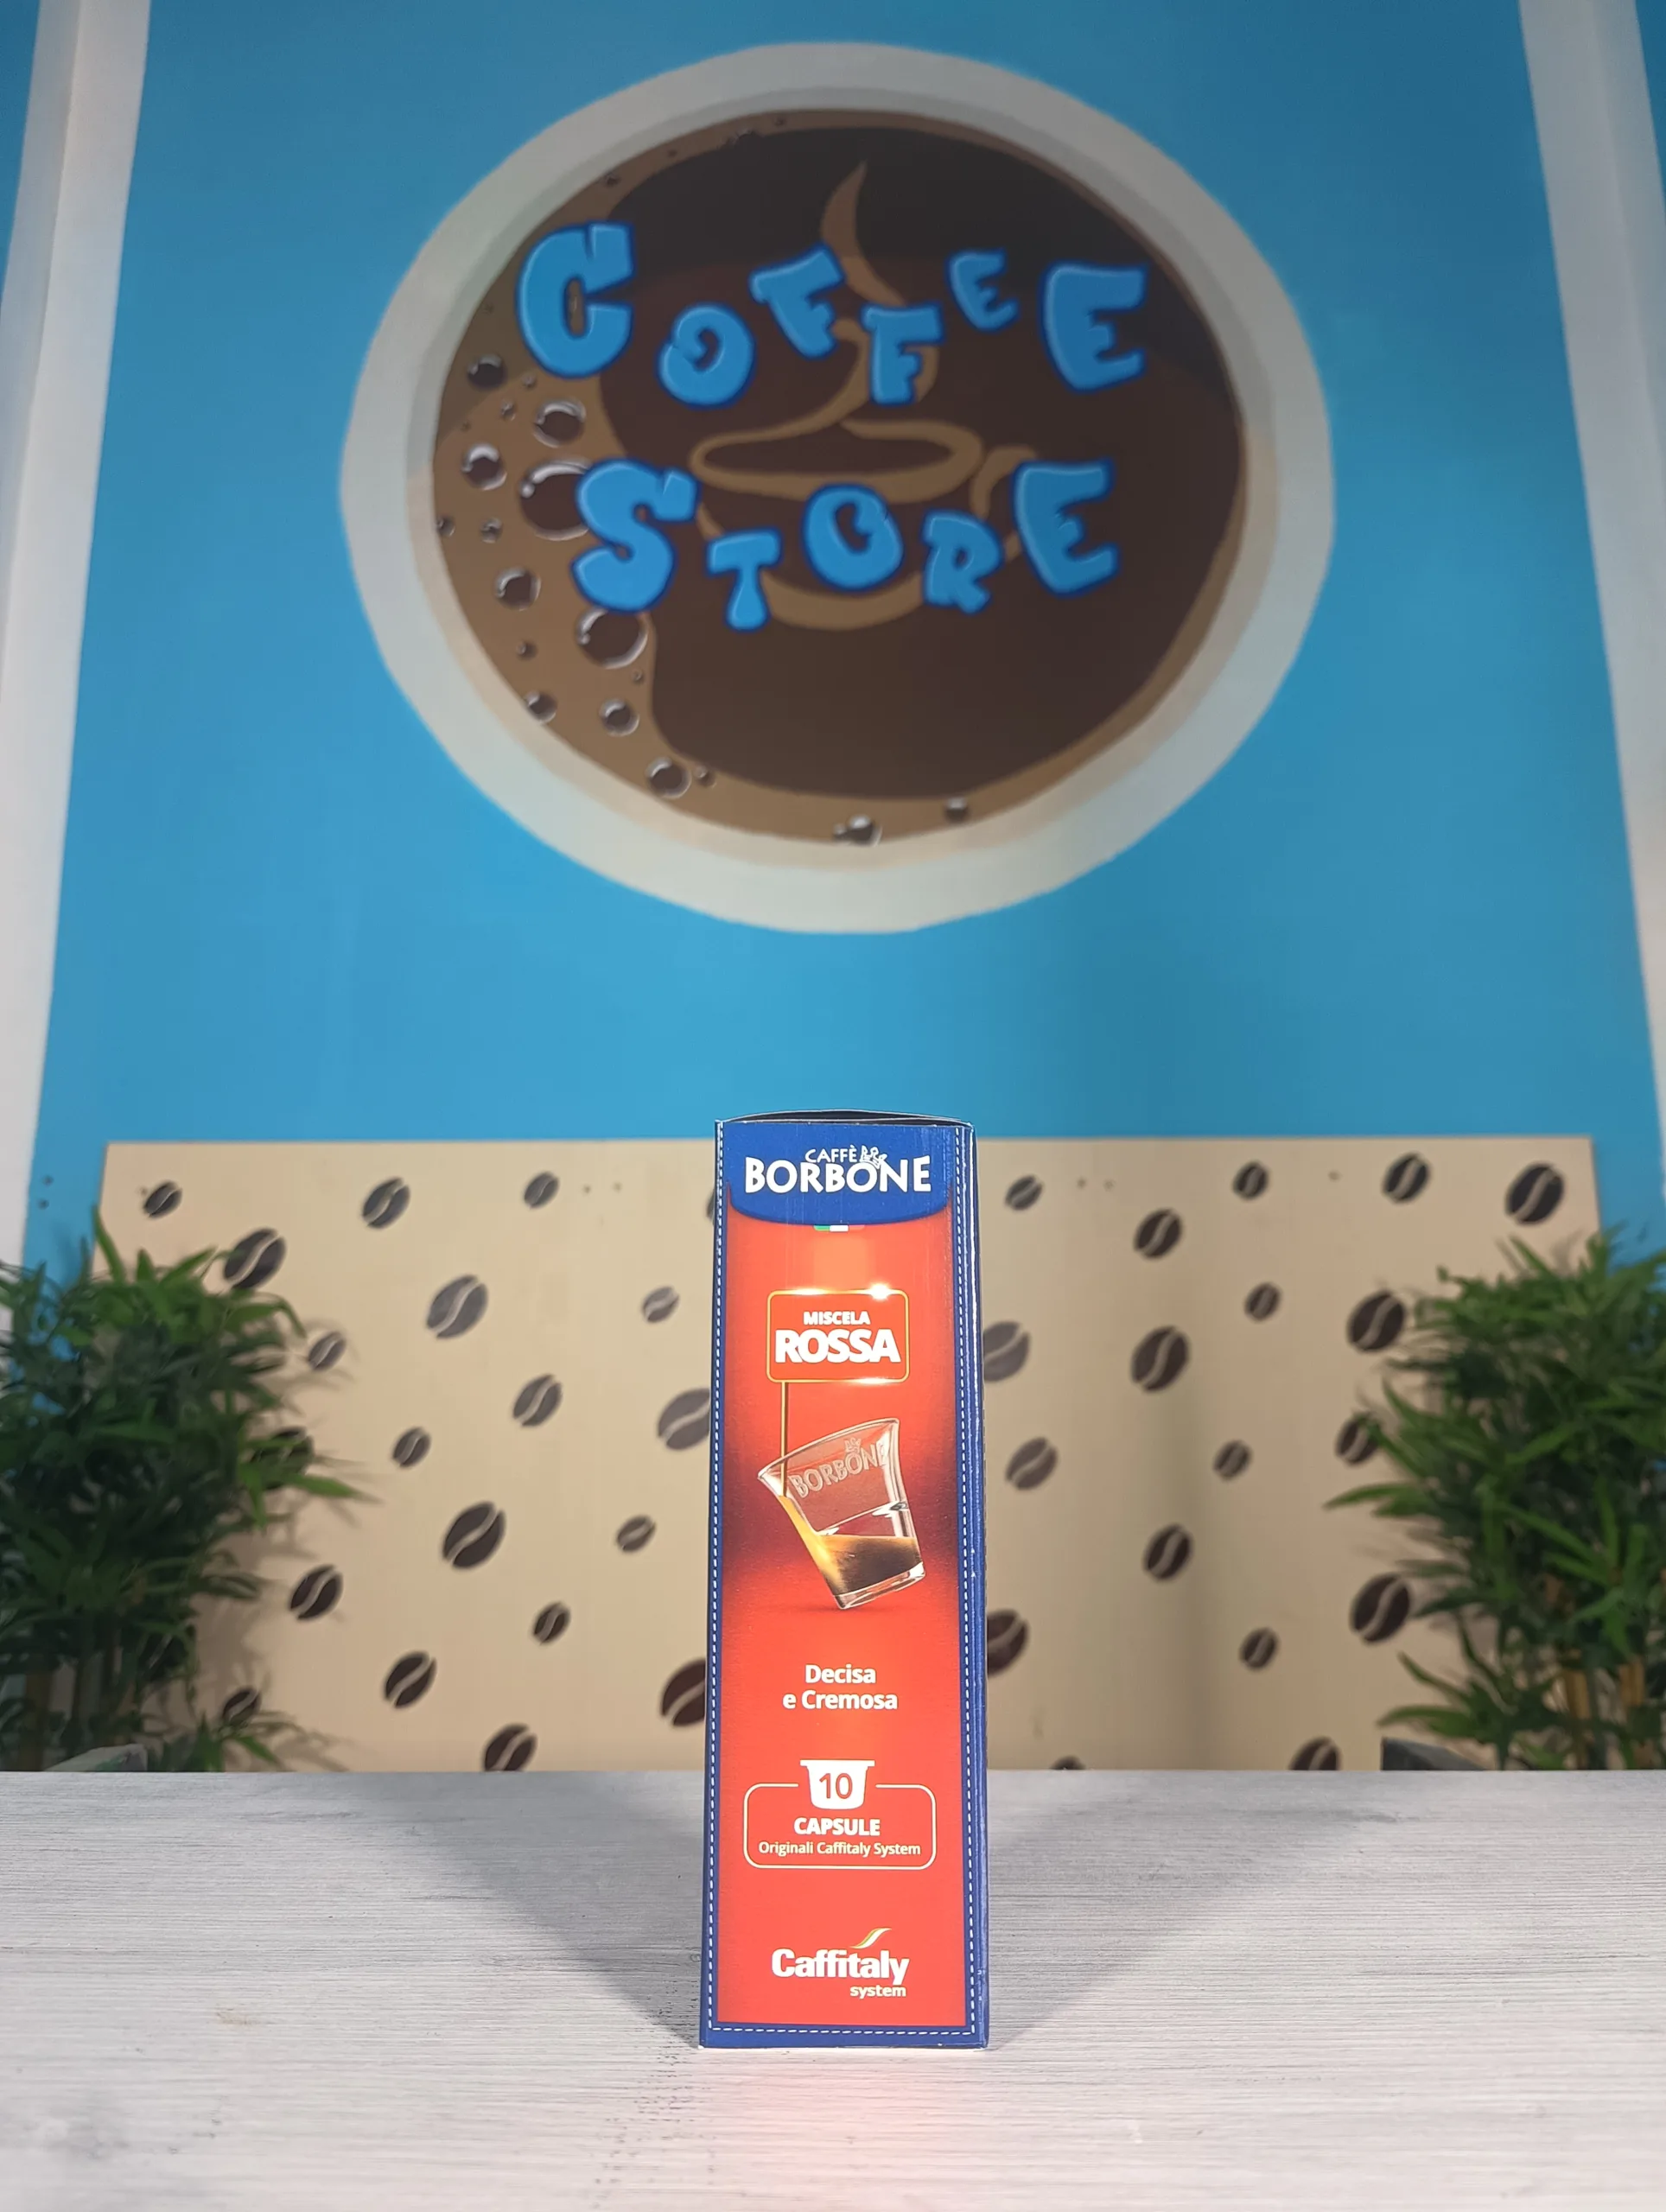 COFFEE
STORE
CAFFÈ
BORBONE
MISCELA
ROSSA
BORBONE
Decisa
e Cremosa
10
CAPSULE
Originali Caffitaly System
Caffitaly
system